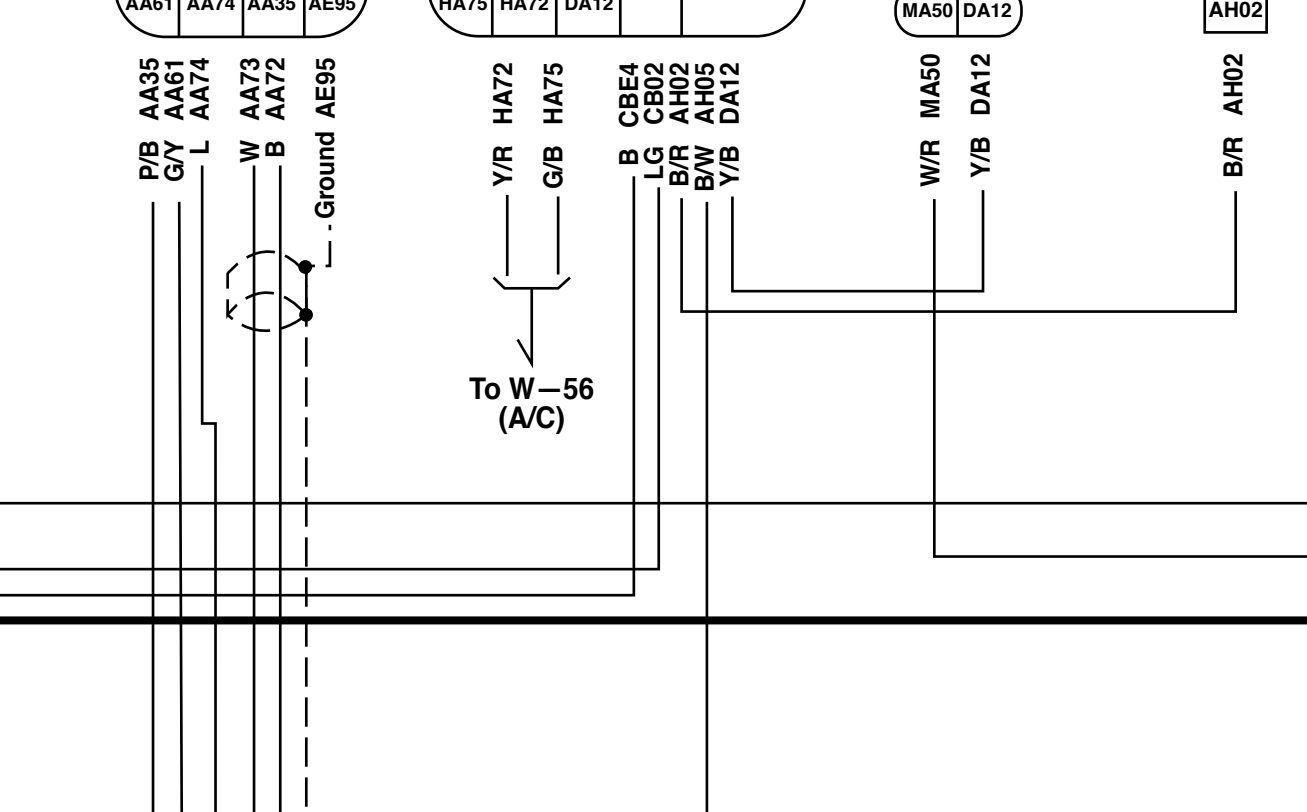 AA61 AA74 AA35 AE95
HA75 HA72 DA12
MA50 DA12
AH02
P/B AA35
G/Y AA61
L AA74
W AA73
B AA72
Ground AE95
Y/R HA72
G/B HA75
B CBE4
LG CB02
B/R AH02
B/W AH05
Y/B DA12
W/R MA50
Y/B DA12
B/R AH02
To W—56
(A/C)